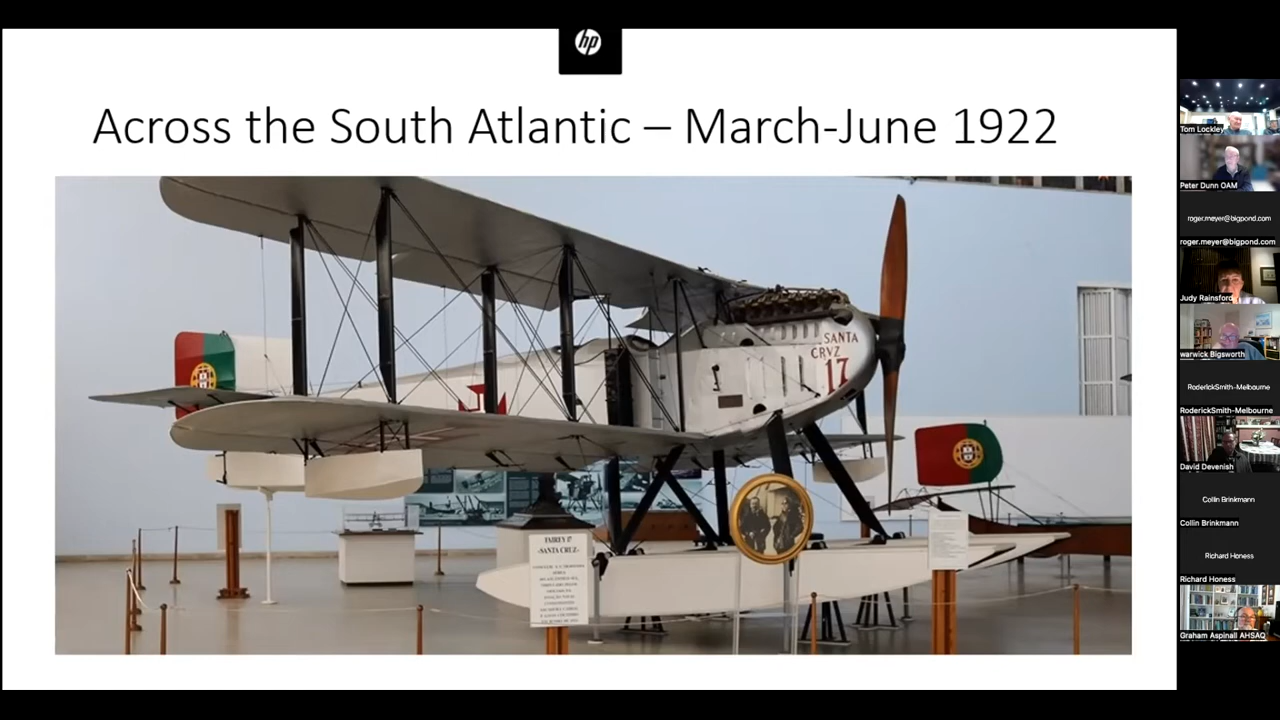 hp
Across the South Atlantic – March-June 1922
SANTA
CRVZ
17
FAIREY 17
-SANTA CRUZ-
Tom Lockley
Peter Dunn OAM
roger.meyer@bigpond.com
roger.meyer@bigpond.com
Judy Rainsford
warwick Bigsworth
RoderickSmith-Melbourne
RoderickSmith-Melbourne
David Devenish
Collin Brinkmann
Collin Brinkmann
Richard Honess
Richard Honess
Graham Aspinall AHSAQ